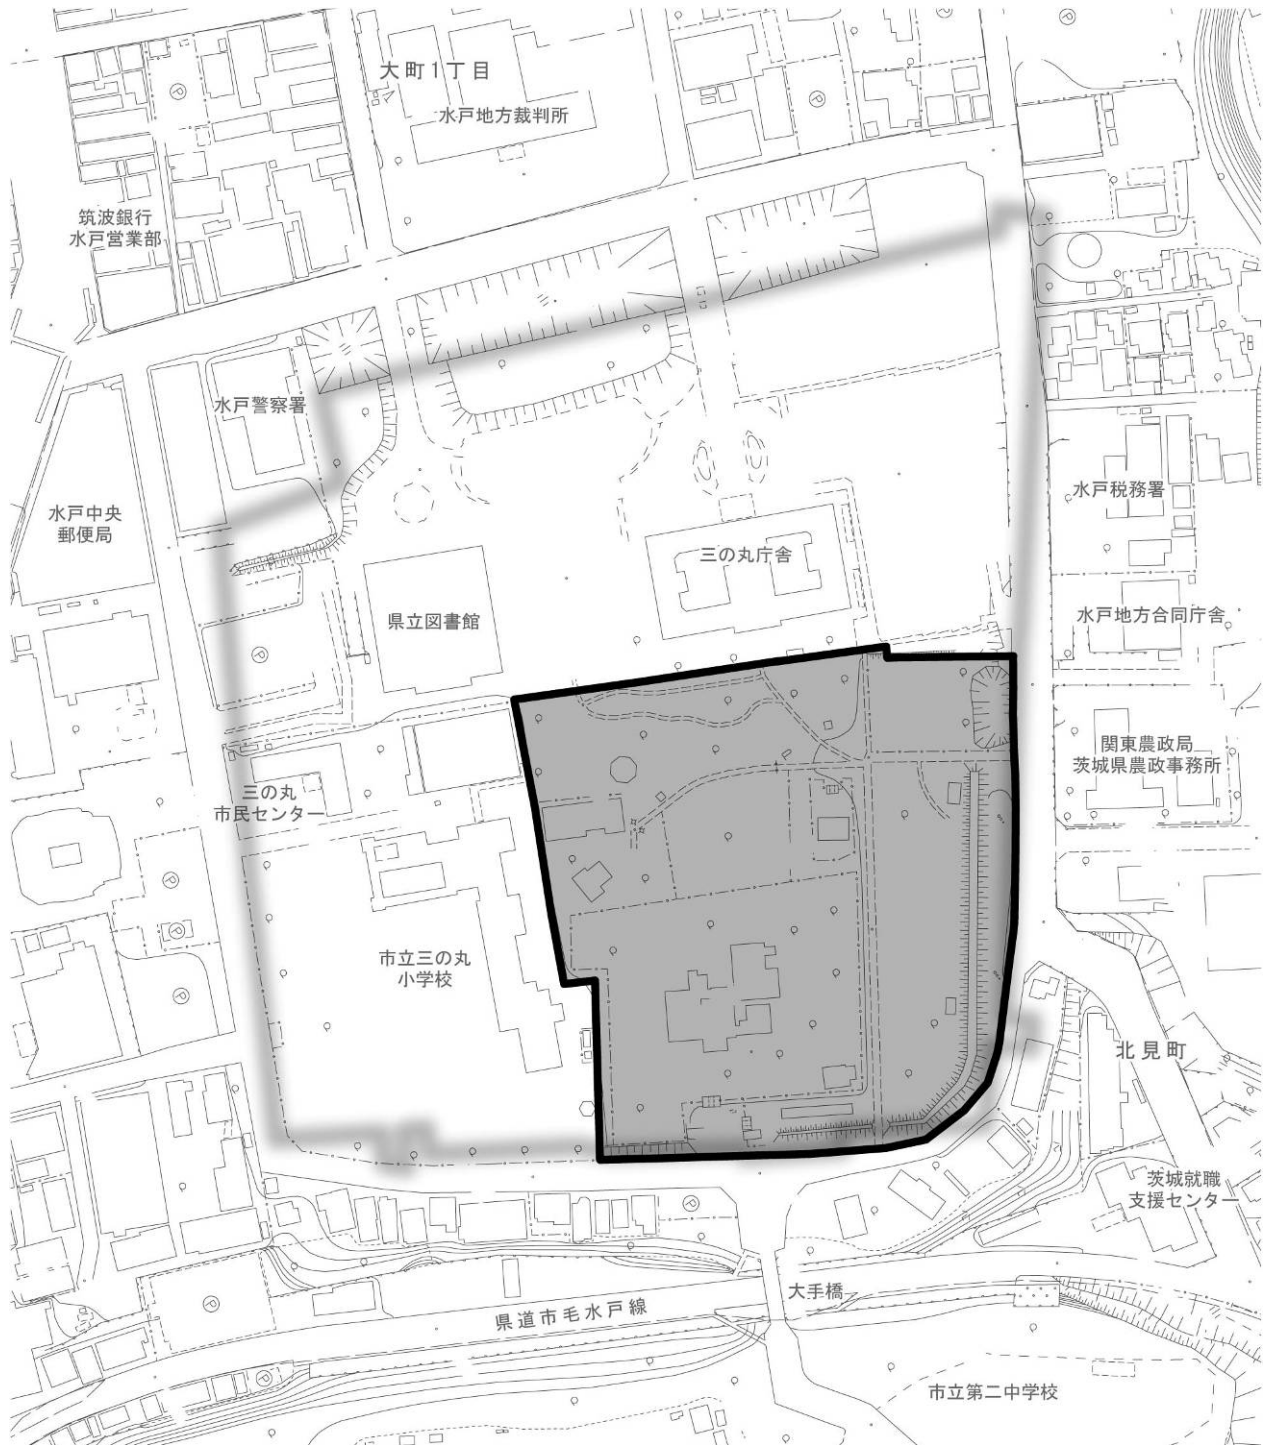 大町1丁目
水戸地方裁判所
筑波銀行
水戸営業部
水戸警察署
水戸中央
郵便局
水戸税務署
三の丸庁舎
県立図書館
水戸地方合同庁舎
関東農政局
茨城県農政事務所
三の丸
市民センター
市立三の丸
小学校
北見町
茨城就職
支援センター
大手橋
県道市毛水戸線
市立第二中学校
P
P
P
P
P
P
P
P
P
P
P